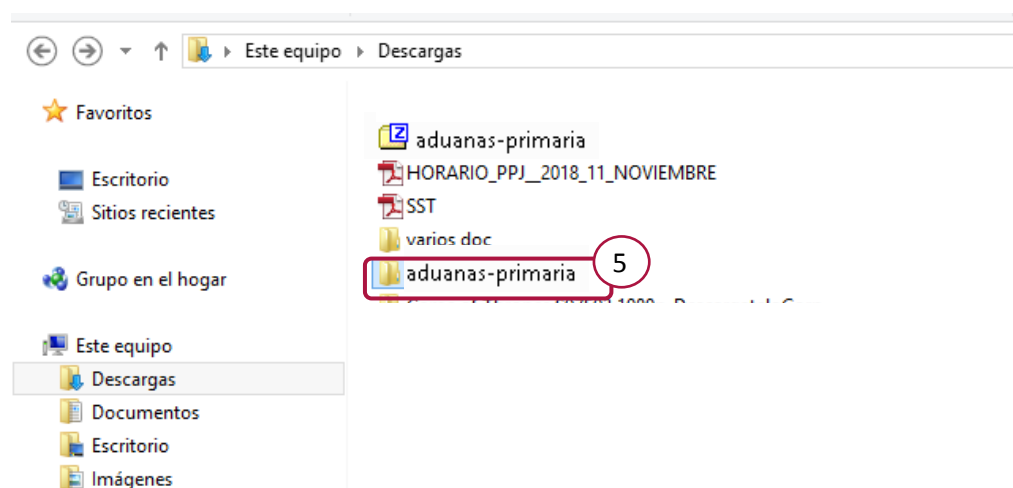 Este equipo Descargas
Favoritos
Escritorio
Sitios recientes
Grupo en el hogar
Este equipo
Descargas
Documentos
Escritorio
Imágenes
aduanas-primaria
HORARIO_PPJ__2018_11_NOVIEMBRE
SST
varios doc
aduanas-primaria
5